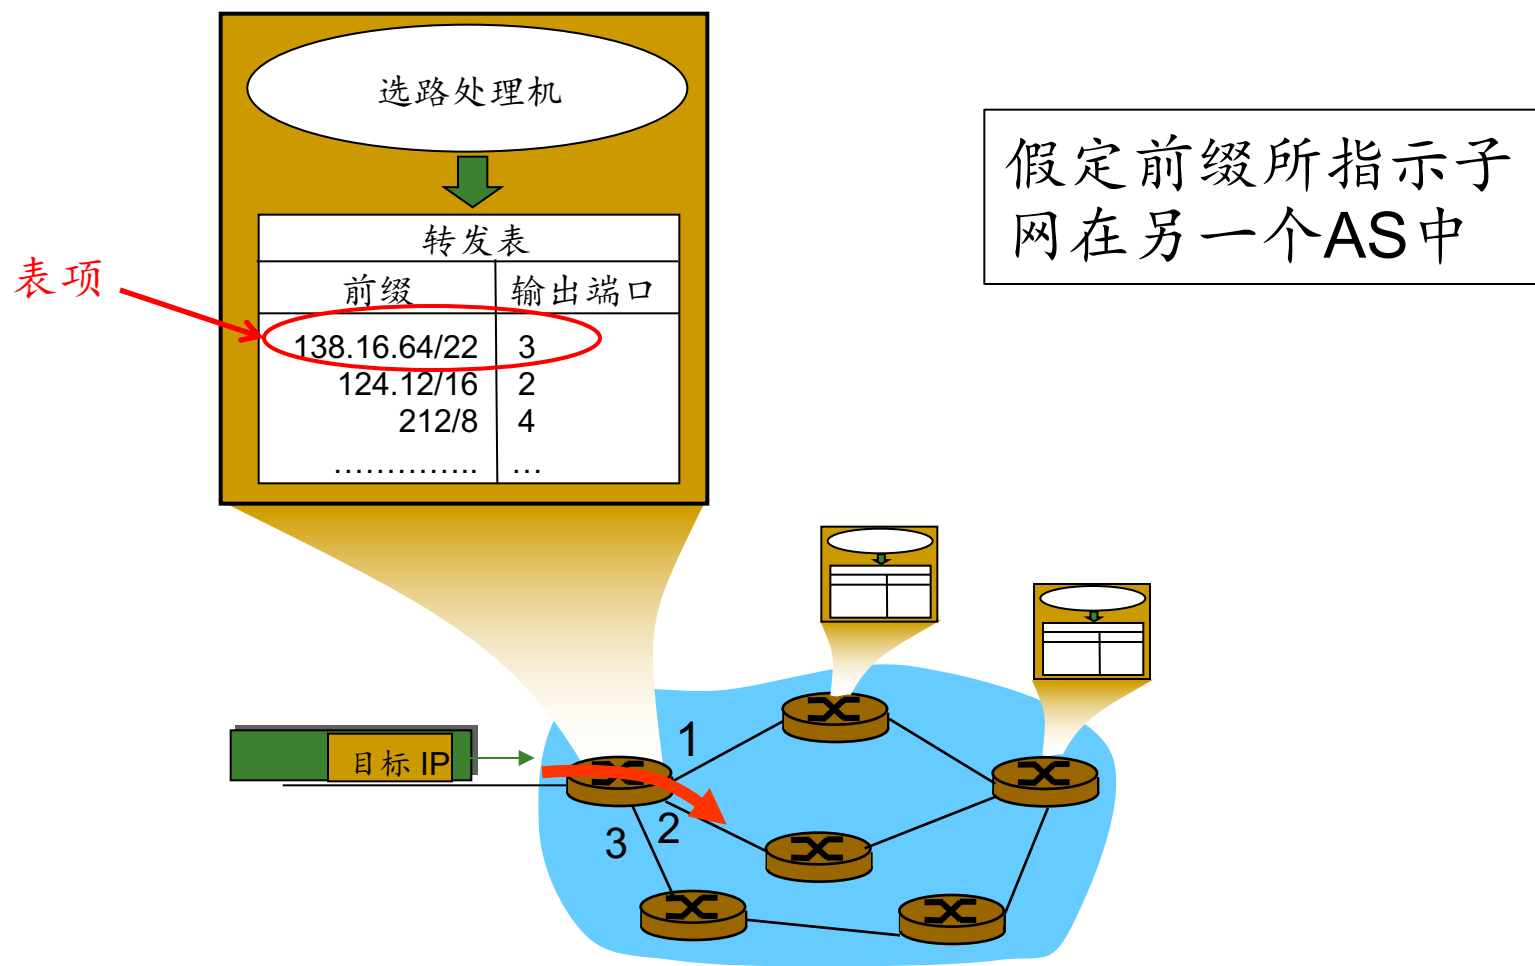 选路处理机
转发表
前缀 输出端口
138.16.64/22 3
124.12/16 2
212/8 4
………….. …
表项
假定前缀所指示子
网在另一个AS中
目标 IP
1
2
3